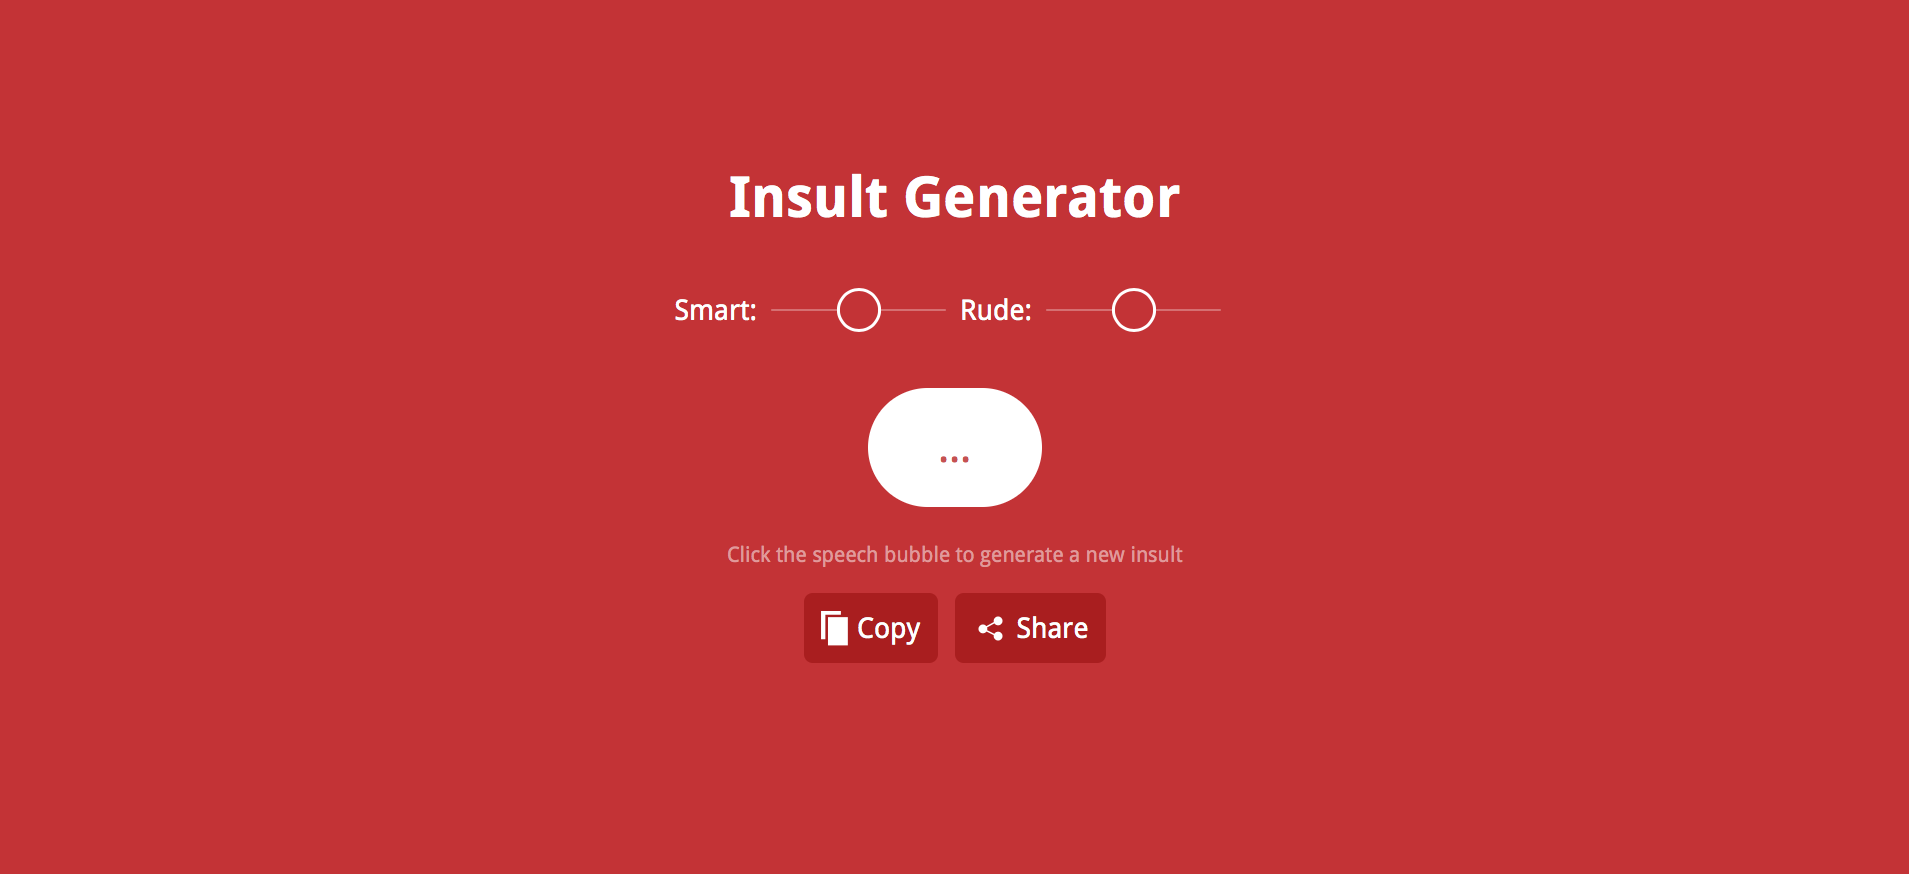 Insult Generator
Smart: Rude:
...
Click the speech bubble to generate a new insult
Copy Share